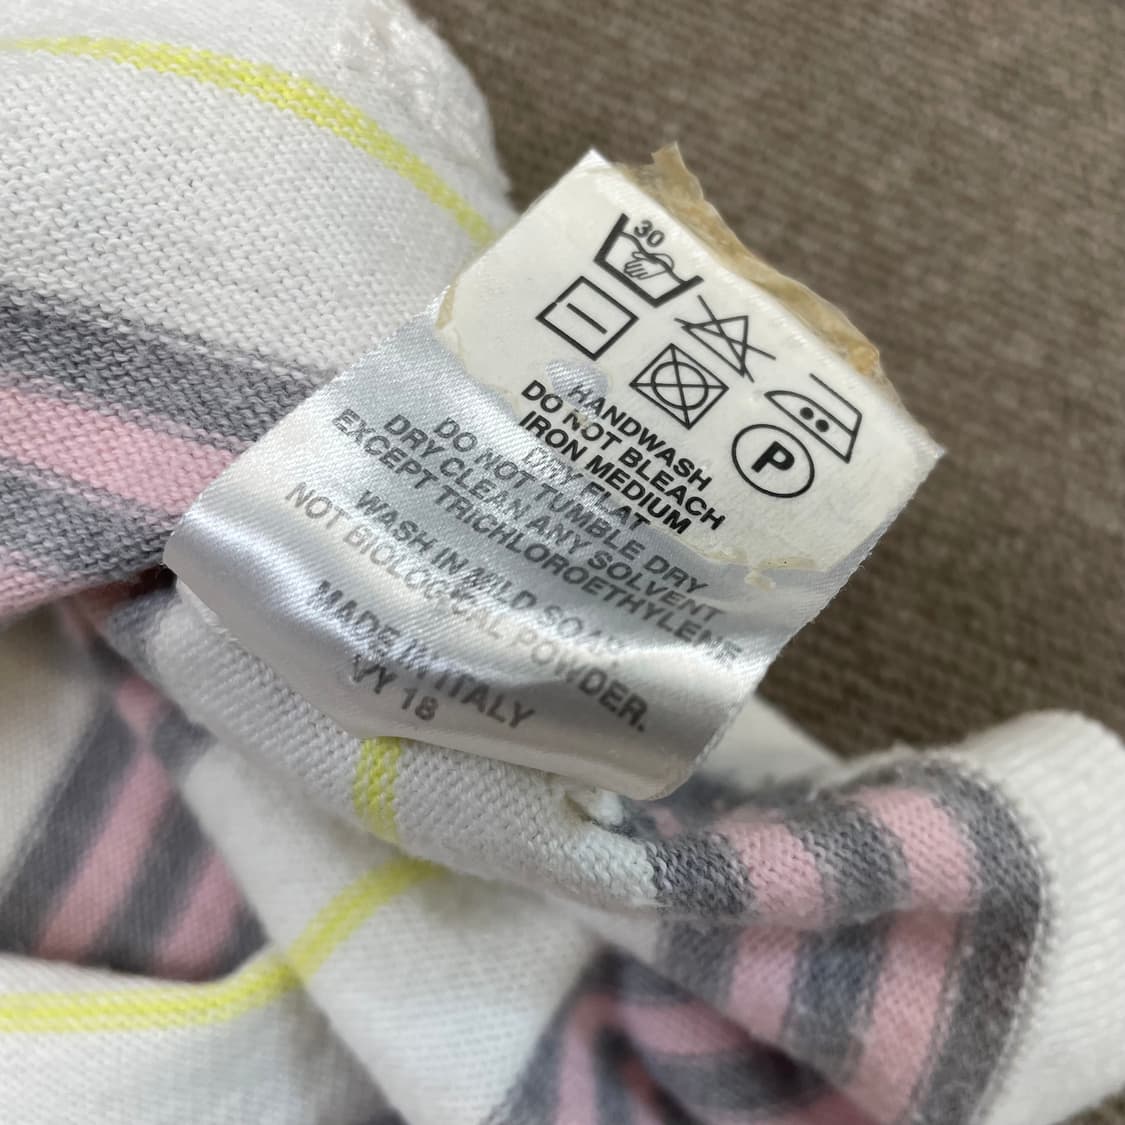 30
P
HANDWASH
DO NOT BLEACH
IRON MEDIUM
DRY FLAT
DO NOT TUMBLE DRY
DRY CLEAN ANY SOLVENT
EXCEPT TRICHLOROETHYLENE
WASH IN MILD SOAP.
NOT BIOLOGICAL POWDER.
MADE IN ITALY
YY 18